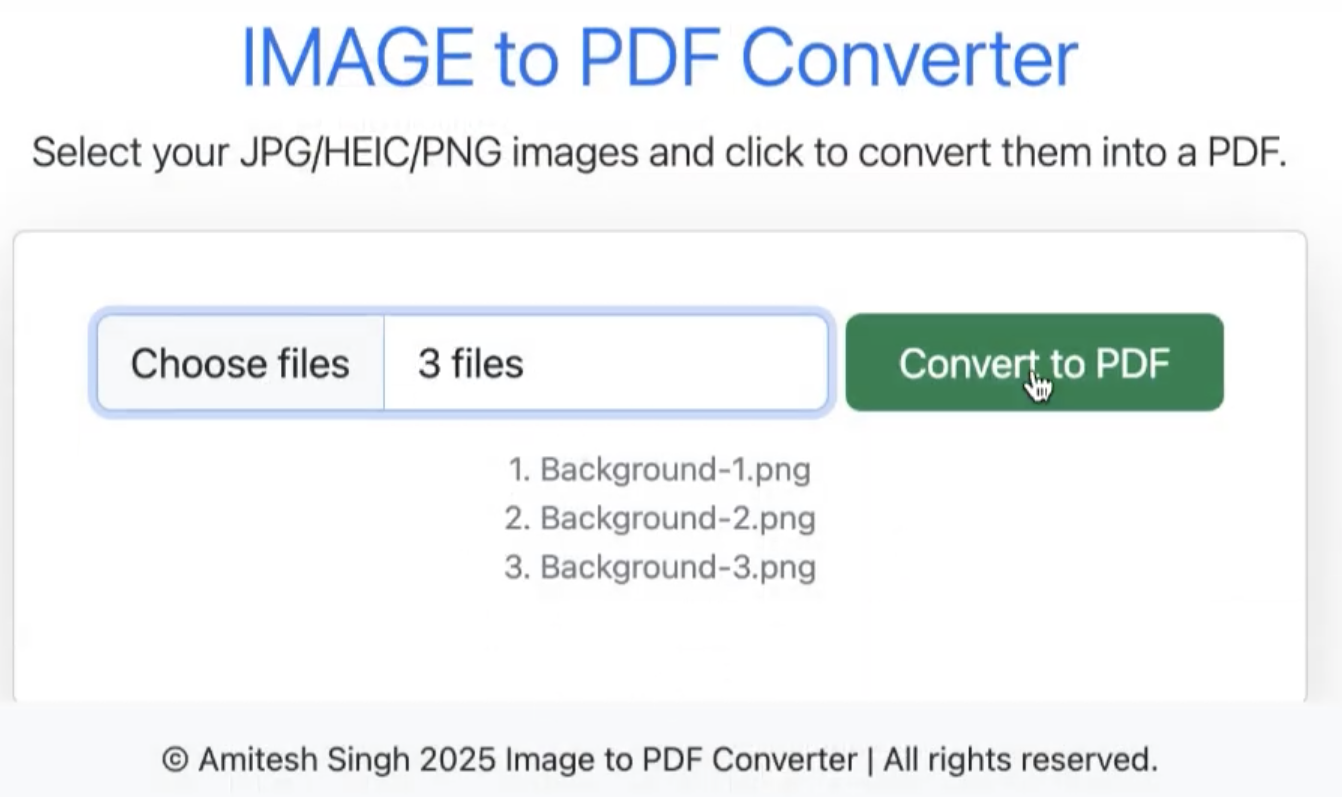 IMAGE to PDF Converter
Select your JPG/HEIC/PNG images and click to convert them into a PDF.
Choose files 3 files Convert to PDF
1. Background-1.png
2. Background-2.png
3. Background-3.png
© Amitesh Singh 2025 Image to PDF Converter | All rights reserved.